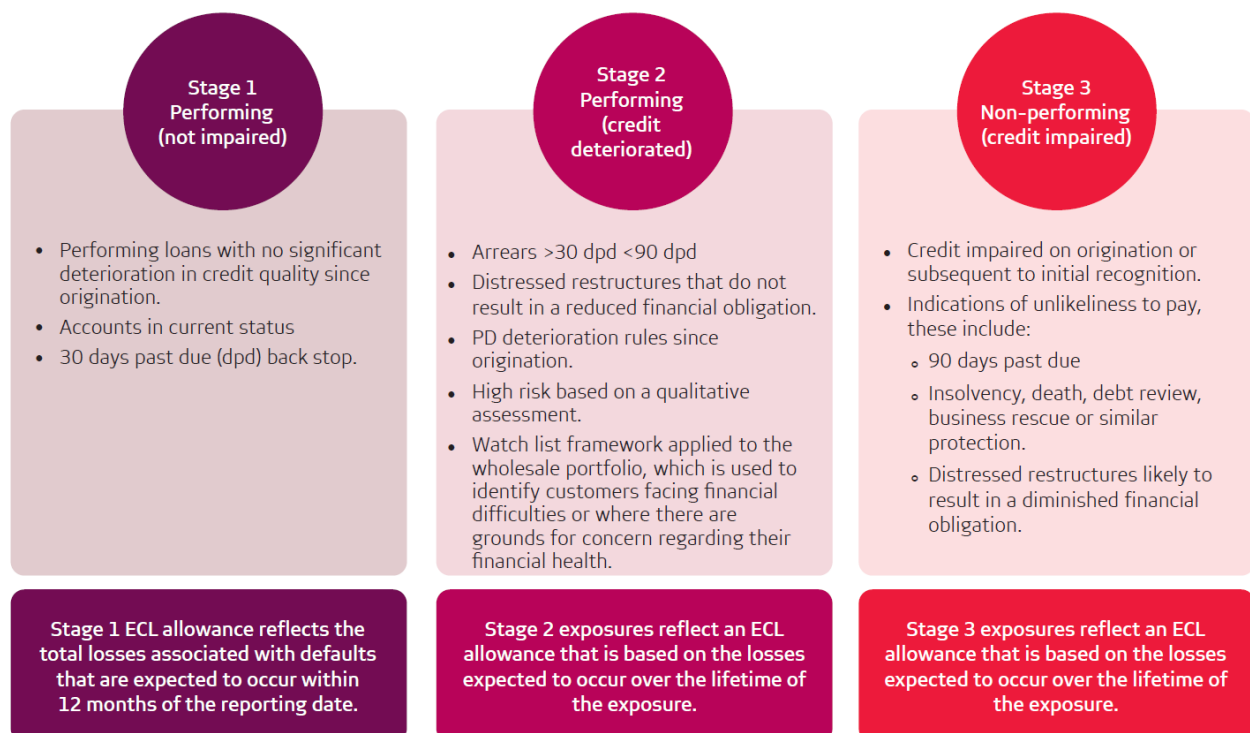 Stage 1
Performing
(not impaired)
• Performing loans with no significant
deterioration in credit quality since
origination.
• Accounts in current status
• 30 days past due (dpd) back stop.
Stage 1 ECL allowance reflects the
total losses associated with defaults
that are expected to occur within
12 months of the reporting date.
Stage 2
Performing
(credit
deteriorated)
• Arrears >30 dpd <90 dpd
• Distressed restructures that do not
result in a reduced financial obligation.
• PD deterioration rules since
origination.
• High risk based on a qualitative
assessment.
• Watch list framework applied to the
wholesale portfolio, which is used to
identify customers facing financial
difficulties or where there are
grounds for concern regarding their
financial health.
Stage 2 exposures reflect an ECL
allowance that is based on the losses
expected to occur over the lifetime of
the exposure.
Stage 3
Non-performing
(credit impaired)
• Credit impaired on origination or
subsequent to initial recognition.
• Indications of unlikeliness to pay,
these include:
∘ 90 days past due
∘ Insolvency, death, debt review,
business rescue or similar
protection.
∘ Distressed restructures likely to
result in a diminished financial
obligation.
Stage 3 exposures reflect an ECL
allowance that is based on the losses
expected to occur over the lifetime of
the exposure.